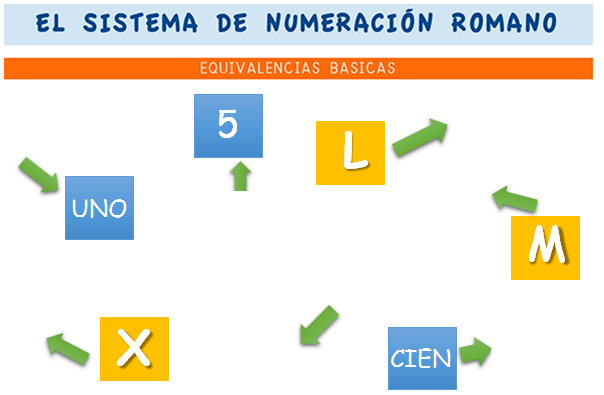 EL SISTEMA DE NUMERACIÓN ROMANO
EQUIVALENCIAS BASICAS
5
L
UNO
M
X
CIEN